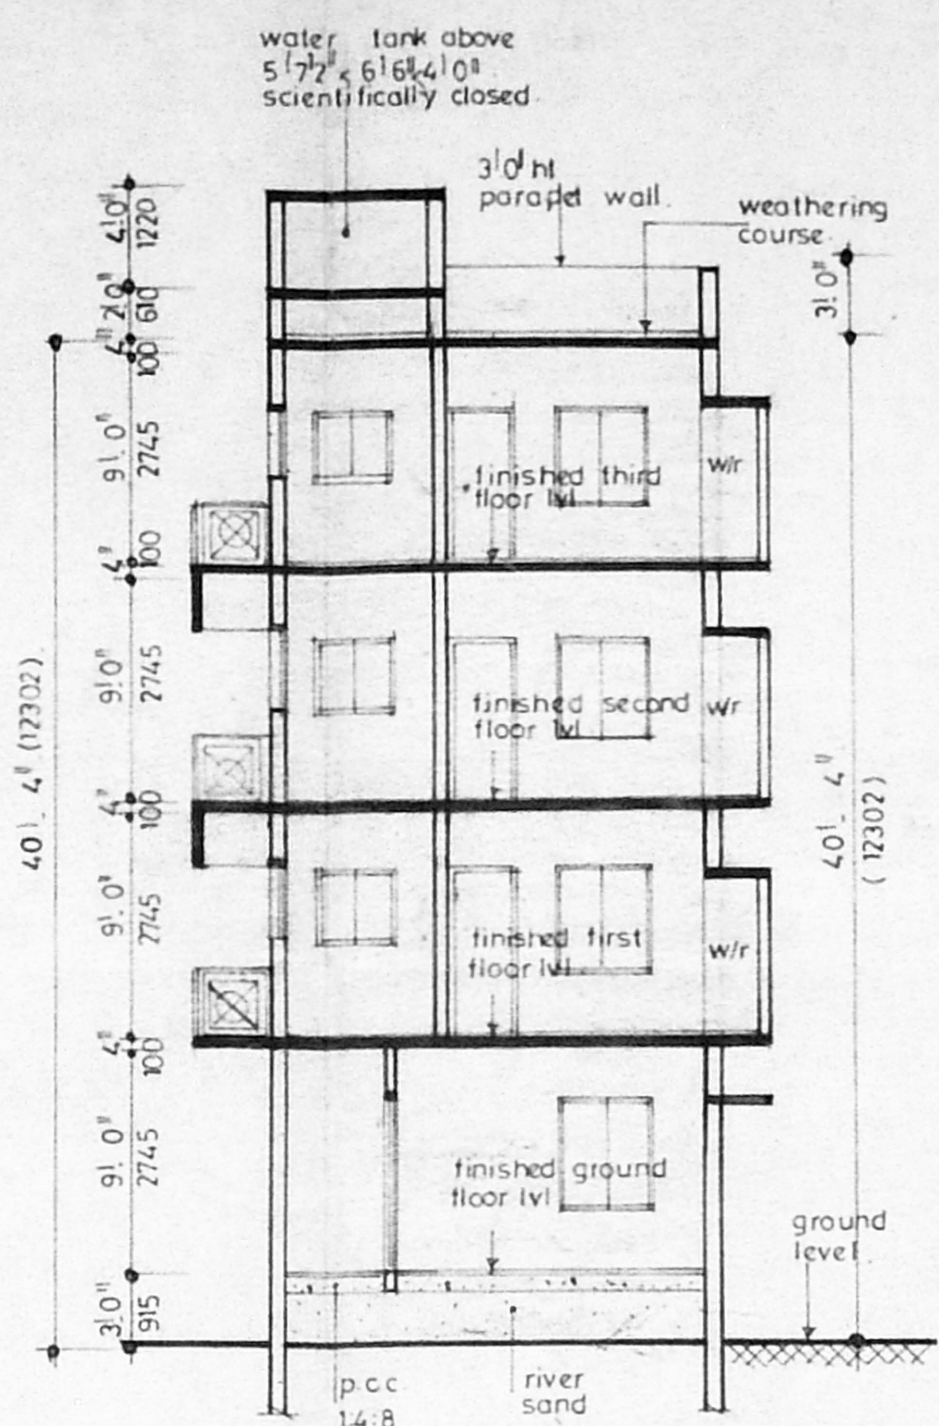 water tank above
5'7½" x 6'6" x 4'0"
scientifically closed
3'0" ht
parapet wall.
weathering
course
4'0"
1220
2'0"
610
4"
100
3'0"
9'.0"
2745
finished third
floor lvl
w/r
4"
100
9'.0"
2745
finished second
floor lvl
w/r
40'- 4" (12302)
40'- 4"
(12302)
4"
100
9'.0"
2745
finished first
floor lvl
w/r
4"
100
9'.0"
2745
finished ground
floor lvl
ground
level
3'0"
915
p.c.c
1:4:8
river
sand